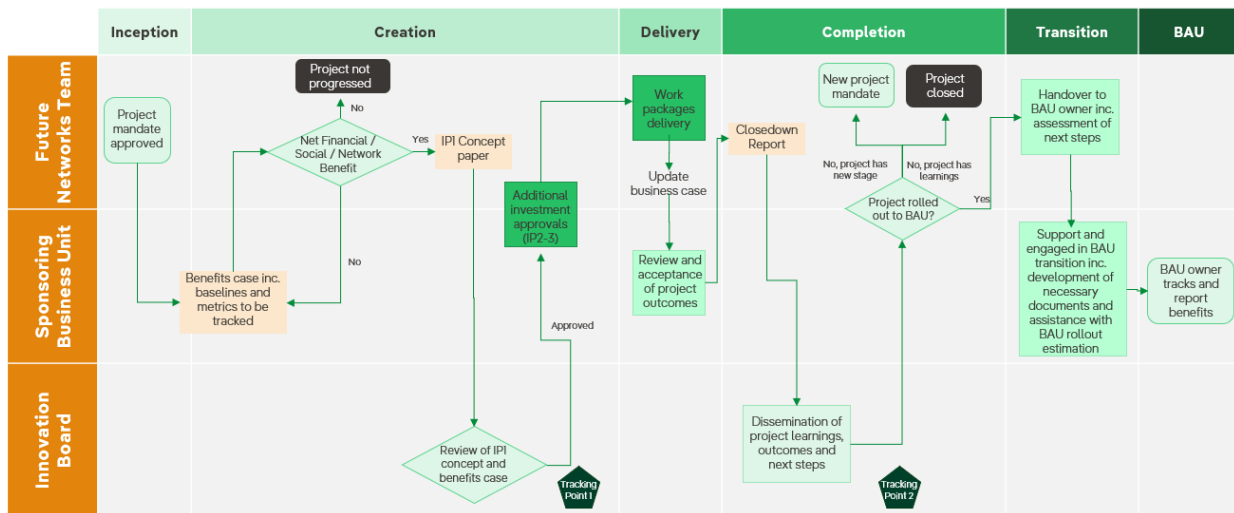 Inception
Creation
Delivery
Completion
Transition
BAU
Future
Networks Team
Project
mandate
approved
Project not
progressed
No
Net Financial /
Social / Network
Benefit
Yes
IP1 Concept
paper
No
Additional
investment
approvals
(IP2-3)
Work
packages
delivery
Update
business case
Closedown
Report
New project
mandate
Project
closed
No, project has
new stage
No, project has
learnings
Project rolled
out to BAU?
Yes
Handover to
BAU owner inc.
assessment of
next steps
Sponsoring
Business Unit
Benefits case inc.
baselines and
metrics to be
tracked
Approved
Review and
acceptance
of project
outcomes
Support and
engaged in BAU
transition inc.
development of
necessary
documents and
assistance with
BAU rollout
estimation
BAU owner
tracks and
report
benefits
Innovation
Board
Review of IP1
concept and
benefits case
Tracking
Point 1
Dissemination of
project learnings,
outcomes and
next steps
Tracking
Point 2